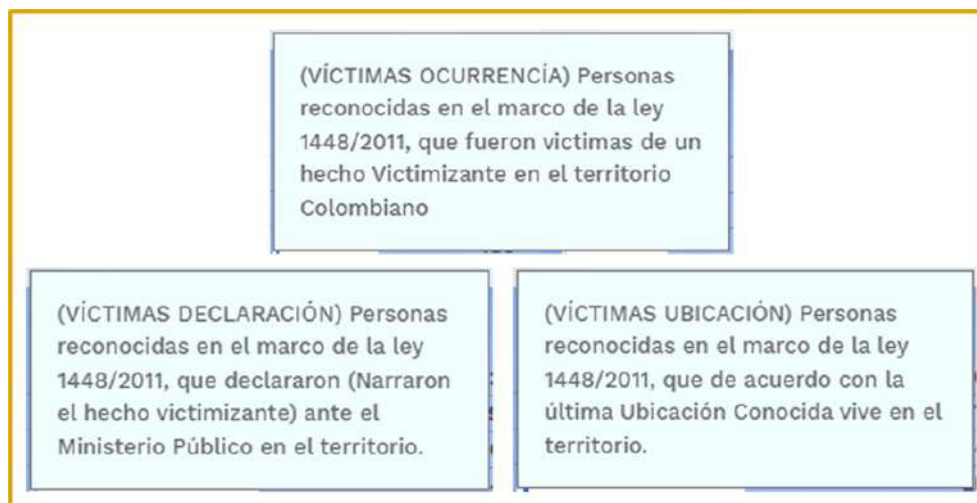 (VÍCTIMAS OCURRENCÍA) Personas
reconocidas en el marco de la ley
1448/2011, que fueron victimas de un
hecho Victimizante en el territorio
Colombiano
(VÍCTIMAS DECLARACIÓN) Personas
reconocidas en el marco de la ley
1448/2011, que declararon (Narraron
el hecho victimizante) ante el
Ministerio Público en el territorio.
(VÍCTIMAS UBICACIÓN) Personas
reconocidas en el marco de la ley
1448/2011, que de acuerdo con la
última Ubicación Conocida vive en el
territorio.